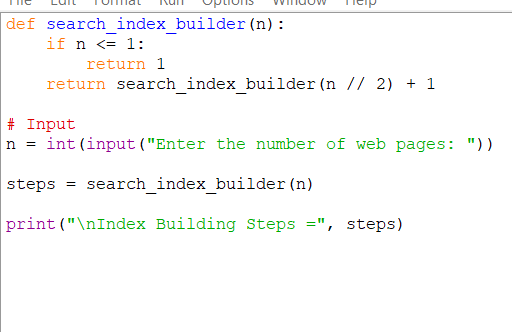 File Edit Format Run Options Window Help
def search_index_builder(n):
    if n <= 1:
        return 1
    return search_index_builder(n // 2) + 1

# Input
n = int(input("Enter the number of web pages: "))

steps = search_index_builder(n)

print("\nIndex Building Steps =", steps)